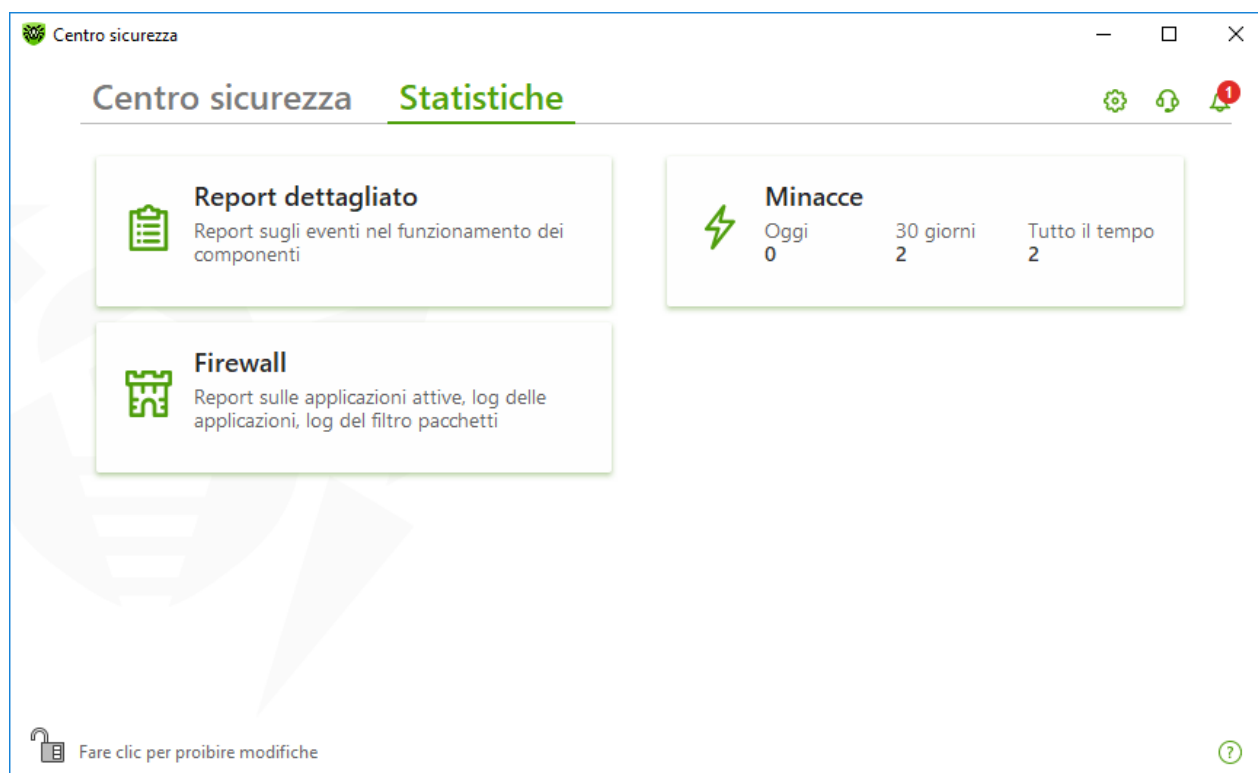 Centro sicurezza
Centro sicurezza Statistiche
1
Report dettagliato
Report sugli eventi nel funzionamento dei
componenti
Minacce
Oggi 30 giorni Tutto il tempo
0 2 2
Firewall
Report sulle applicazioni attive, log delle
applicazioni, log del filtro pacchetti
Fare clic per proibire modifiche
?